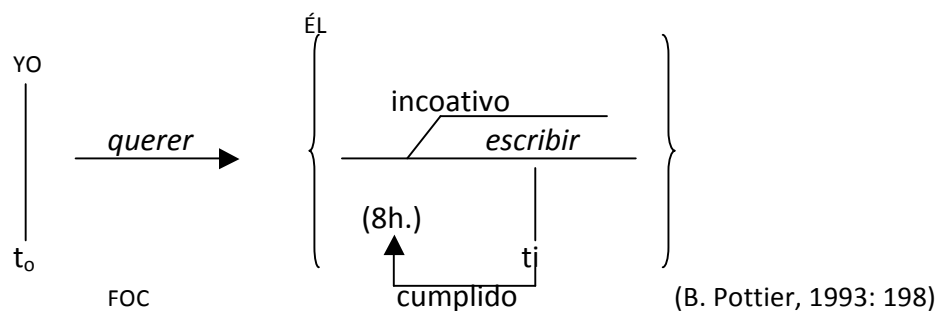 ÉL
YO
incoativo
querer escribir
(8h.)
to ti
FOC cumplido (B. Pottier, 1993: 198)